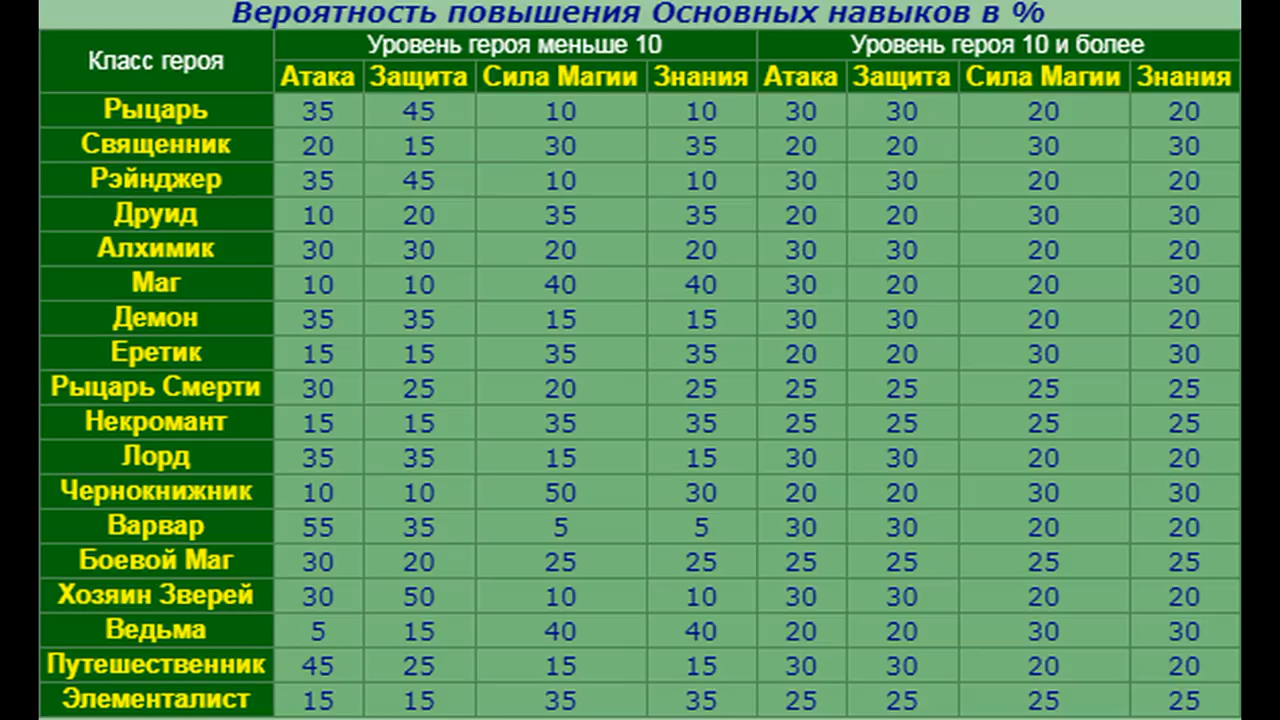 Вероятность повышения Основных навыков в %
Класс героя Уровень героя меньше 10 Уровень героя 10 и более
Атака Защита Сила Магии Знания Атака Защита Сила Магии Знания
Рыцарь 35 45 10 10 30 30 20 20
Священник 20 15 30 35 20 20 30 30
Рэйнджер 35 45 10 10 30 30 20 20
Друид 10 20 35 35 20 20 30 30
Алхимик 30 30 20 20 30 30 20 20
Маг 10 10 40 40 30 20 20 30
Демон 35 35 15 15 30 30 20 20
Еретик 15 15 35 35 20 20 30 30
Рыцарь Смерти 30 25 20 25 25 25 25 25
Некромант 15 15 35 35 25 25 25 25
Лорд 35 35 15 15 30 30 20 20
Чернокнижник 10 10 50 30 20 20 30 30
Варвар 55 35 5 5 30 30 20 20
Боевой Маг 30 20 25 25 25 25 25 25
Хозяин Зверей 30 50 10 10 30 30 20 20
Ведьма 5 15 40 40 20 20 30 30
Путешественник 45 25 15 15 30 30 20 20
Элементалист 15 15 35 35 25 25 25 25